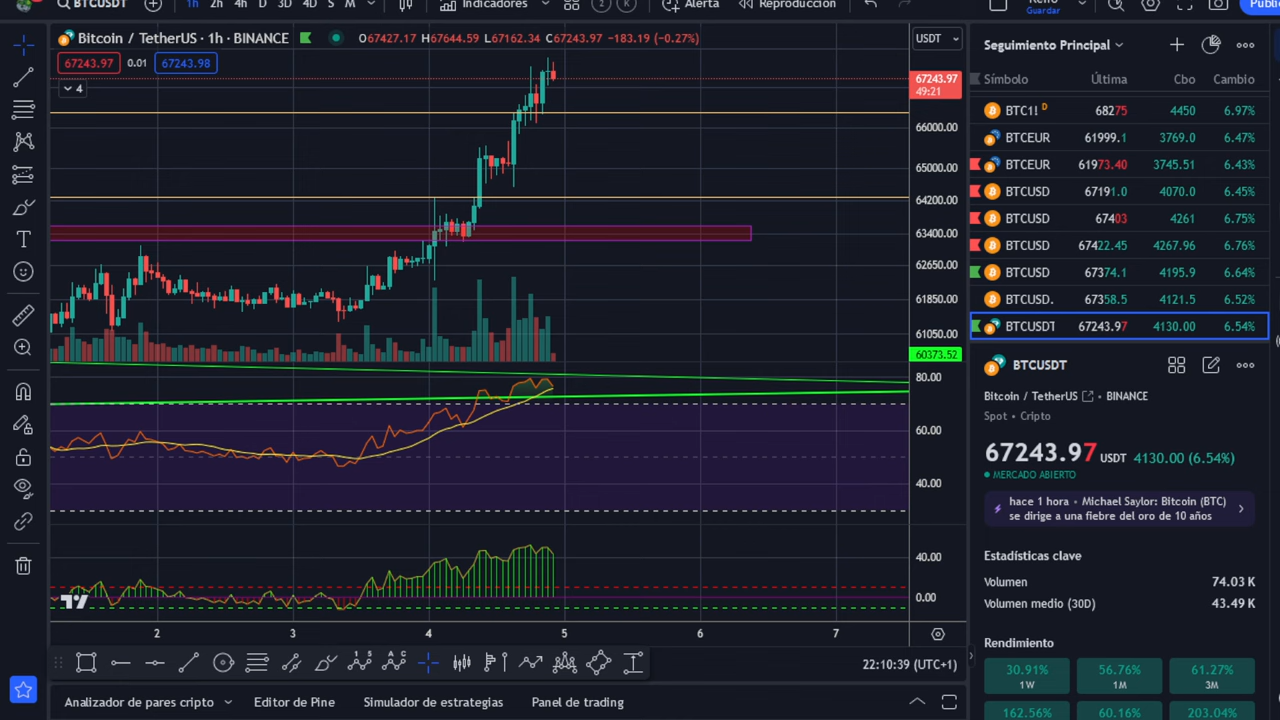 BTCUSDT
1h 2h 4h D 3D 4D S M
Indicadores
Alerta
Reproducción
Guardar
Bitcoin / TetherUS · 1h · BINANCE
O67427.17 H67644.59 L67162.34 C67243.97 −183.19 (−0.27%)
USDT
67243.97 0.01 67243.98
4
67243.97
49:21
66000.00
65000.00
64200.00
63400.00
62650.00
61850.00
61050.00
60373.52
80.00
60.00
40.00
40.00
0.00
2 3 4 5 6 7
22:10:39 (UTC+1)
Analizador de pares cripto
Editor de Pine
Simulador de estrategias
Panel de trading
Seguimiento Principal
Símbolo Última Cbo Cambio
BTC1! D 68275 4450 6.97%
BTCEUR 61999.1 3769.0 6.47%
BTCEUR 61973.40 3745.51 6.43%
BTCUSD 67191.0 4070.0 6.45%
BTCUSD 67403 4261 6.75%
BTCUSD 67422.45 4267.96 6.76%
BTCUSD 67374.1 4195.9 6.64%
BTCUSD. 67358.5 4121.5 6.52%
BTCUSDT 67243.97 4130.00 6.54%
BTCUSDT
Bitcoin / TetherUS • BINANCE
Spot • Cripto
67243.97 USDT 4130.00 (6.54%)
MERCADO ABIERTO
hace 1 hora • Michael Saylor: Bitcoin (BTC)
se dirige a una fiebre del oro de 10 años
Estadísticas clave
Volumen 74.03 K
Volumen medio (30D) 43.49 K
Rendimiento
30.91% 56.76% 61.27%
1W 1M 3M
162.56% 60.16% 203.04%